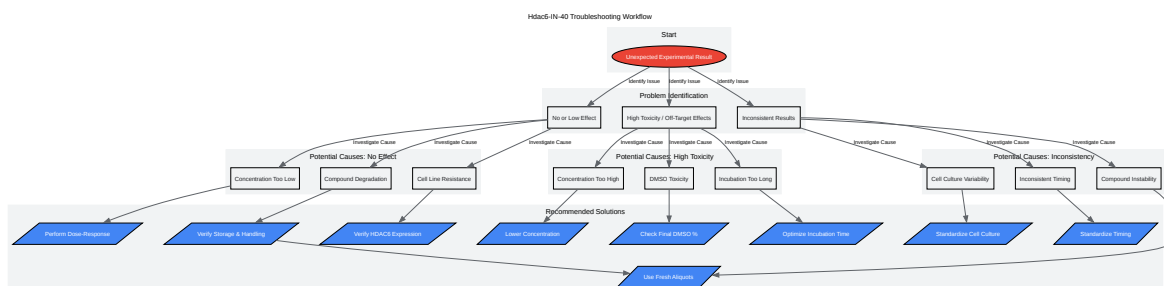 Hdac6-IN-40 Troubleshooting Workflow
Start
Unexpected Experimental Result
Identify Issue
Identify Issue
Identify Issue
Problem Identification
No or Low Effect
High Toxicity / Off-Target Effects
Inconsistent Results
Investigate Cause
Investigate Cause
Investigate Cause
Investigate Cause
Investigate Cause
Investigate Cause
Investigate Cause
Investigate Cause
Investigate Cause
Potential Causes: No Effect
Potential Causes: High Toxicity
Potential Causes: Inconsistency
Concentration Too Low
Compound Degradation
Cell Line Resistance
Concentration Too High
DMSO Toxicity
Incubation Too Long
Cell Culture Variability
Inconsistent Timing
Compound Instability
Recommended Solutions
Perform Dose-Response
Verify Storage & Handling
Verify HDAC6 Expression
Lower Concentration
Check Final DMSO %
Optimize Incubation Time
Standardize Cell Culture
Standardize Timing
Use Fresh Aliquots